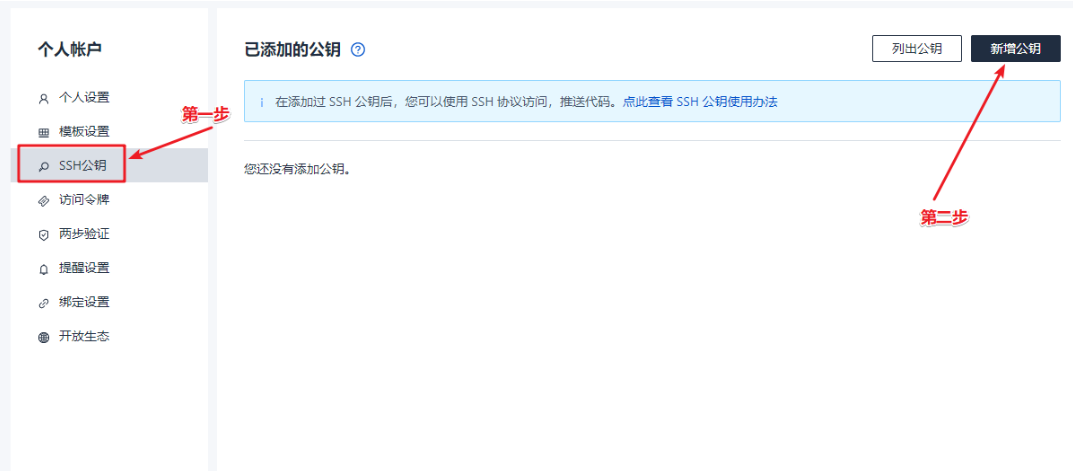 个人帐户
个人设置
模板设置
SSH公钥
访问令牌
两步验证
提醒设置
绑定设置
开放生态
第一步
已添加的公钥
列出公钥
新增公钥
在添加过 SSH 公钥后，您可以使用 SSH 协议访问，推送代码。点此查看 SSH 公钥使用办法
您还没有添加公钥。
第二步